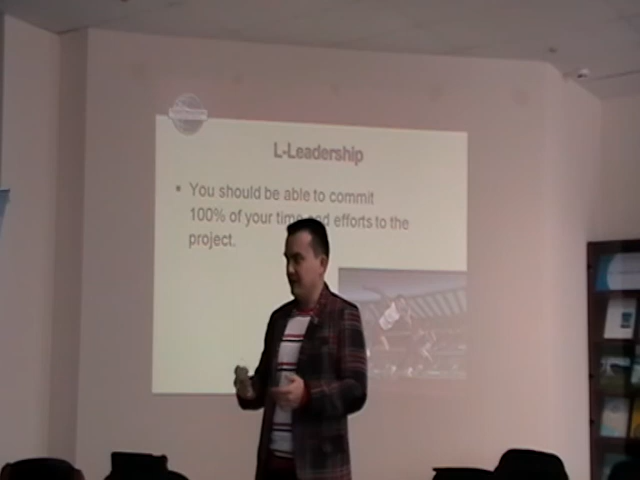 L-Leadership
▪ You should be able to commit
100% of your time and efforts to the
project.